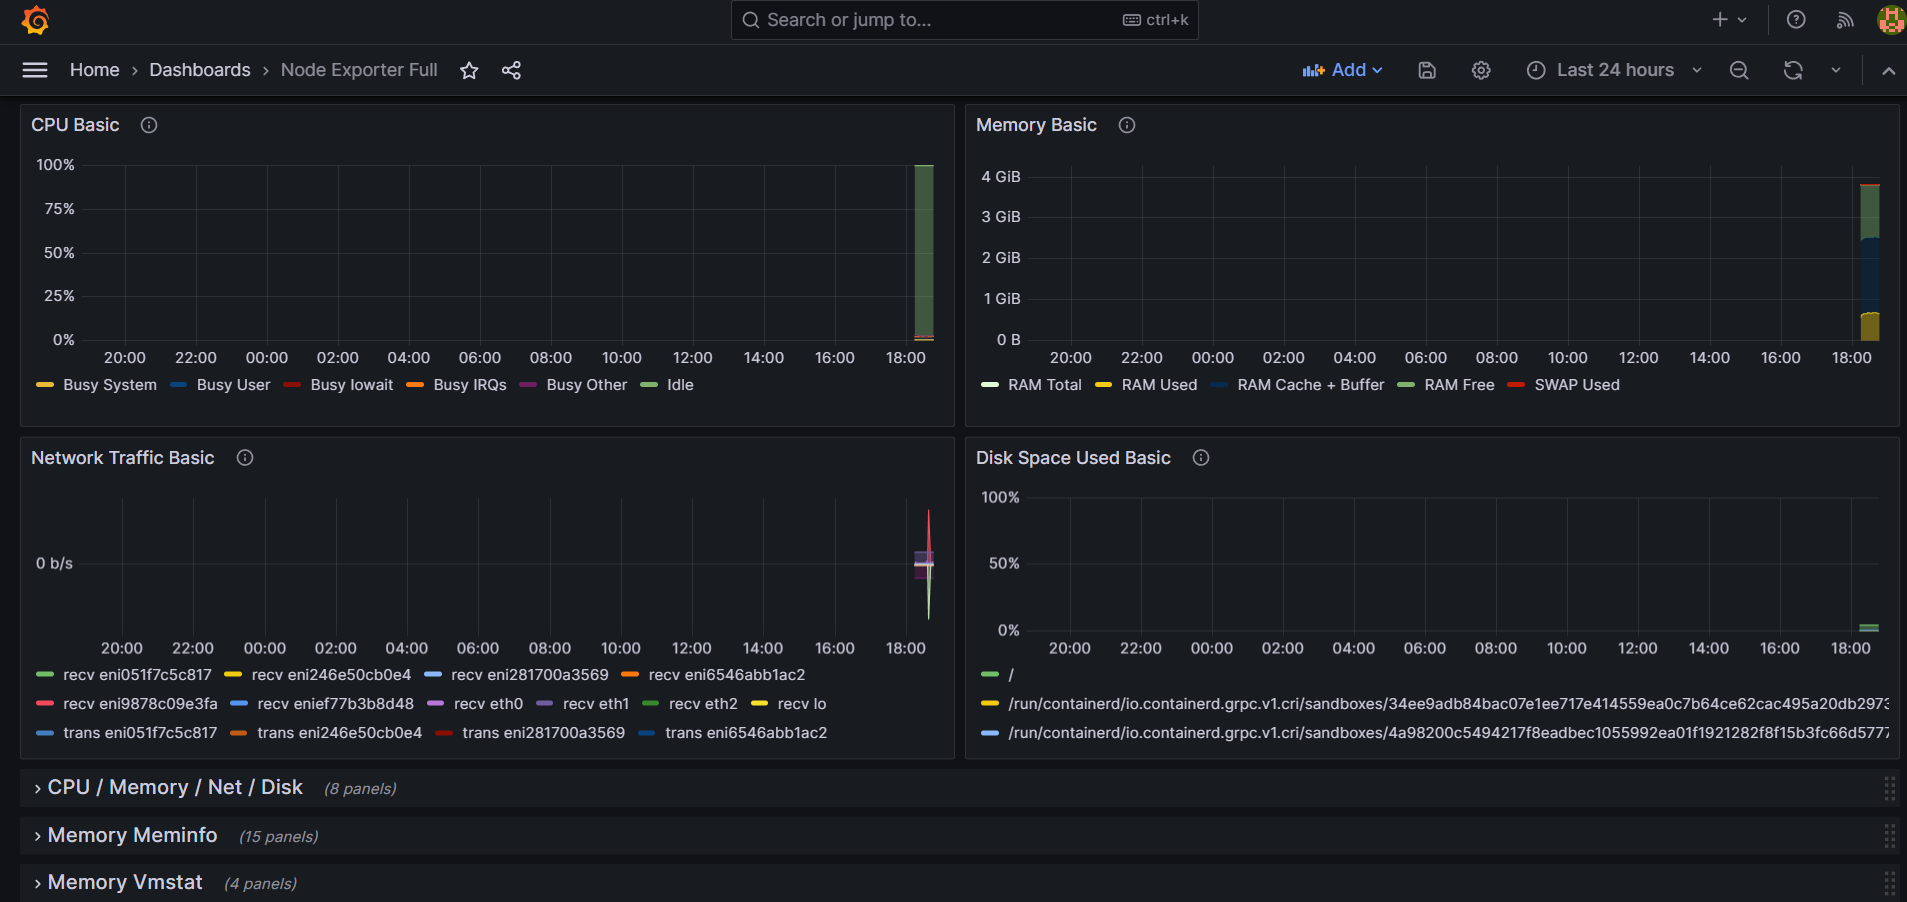 Search or jump to... ctrl+k
Home › Dashboards › Node Exporter Full Add Last 24 hours
CPU Basic
100%
75%
50%
25%
0%
20:00 22:00 00:00 02:00 04:00 06:00 08:00 10:00 12:00 14:00 16:00 18:00
Busy System Busy User Busy Iowait Busy IRQs Busy Other Idle
Memory Basic
4 GiB
3 GiB
2 GiB
1 GiB
0 B
20:00 22:00 00:00 02:00 04:00 06:00 08:00 10:00 12:00 14:00 16:00 18:00
RAM Total RAM Used RAM Cache + Buffer RAM Free SWAP Used
Network Traffic Basic
0 b/s
20:00 22:00 00:00 02:00 04:00 06:00 08:00 10:00 12:00 14:00 16:00 18:00
recv eni051f7c5c817 recv eni246e50cb0e4 recv eni281700a3569 recv eni6546abb1ac2
recv eni9878c09e3fa recv enief77b3b8d48 recv eth0 recv eth1 recv eth2 recv lo
trans eni051f7c5c817 trans eni246e50cb0e4 trans eni281700a3569 trans eni6546abb1ac2
Disk Space Used Basic
100%
50%
0%
20:00 22:00 00:00 02:00 04:00 06:00 08:00 10:00 12:00 14:00 16:00 18:00
/
/run/containerd/io.containerd.grpc.v1.cri/sandboxes/34ee9adb84bac07e1ee717e414559ea0c7b64ce62cac495a20db2973
/run/containerd/io.containerd.grpc.v1.cri/sandboxes/4a98200c5494217f8eadbec1055992ea01f1921282f8f15b3fc66d5777
› CPU / Memory / Net / Disk (8 panels)
› Memory Meminfo (15 panels)
› Memory Vmstat (4 panels)